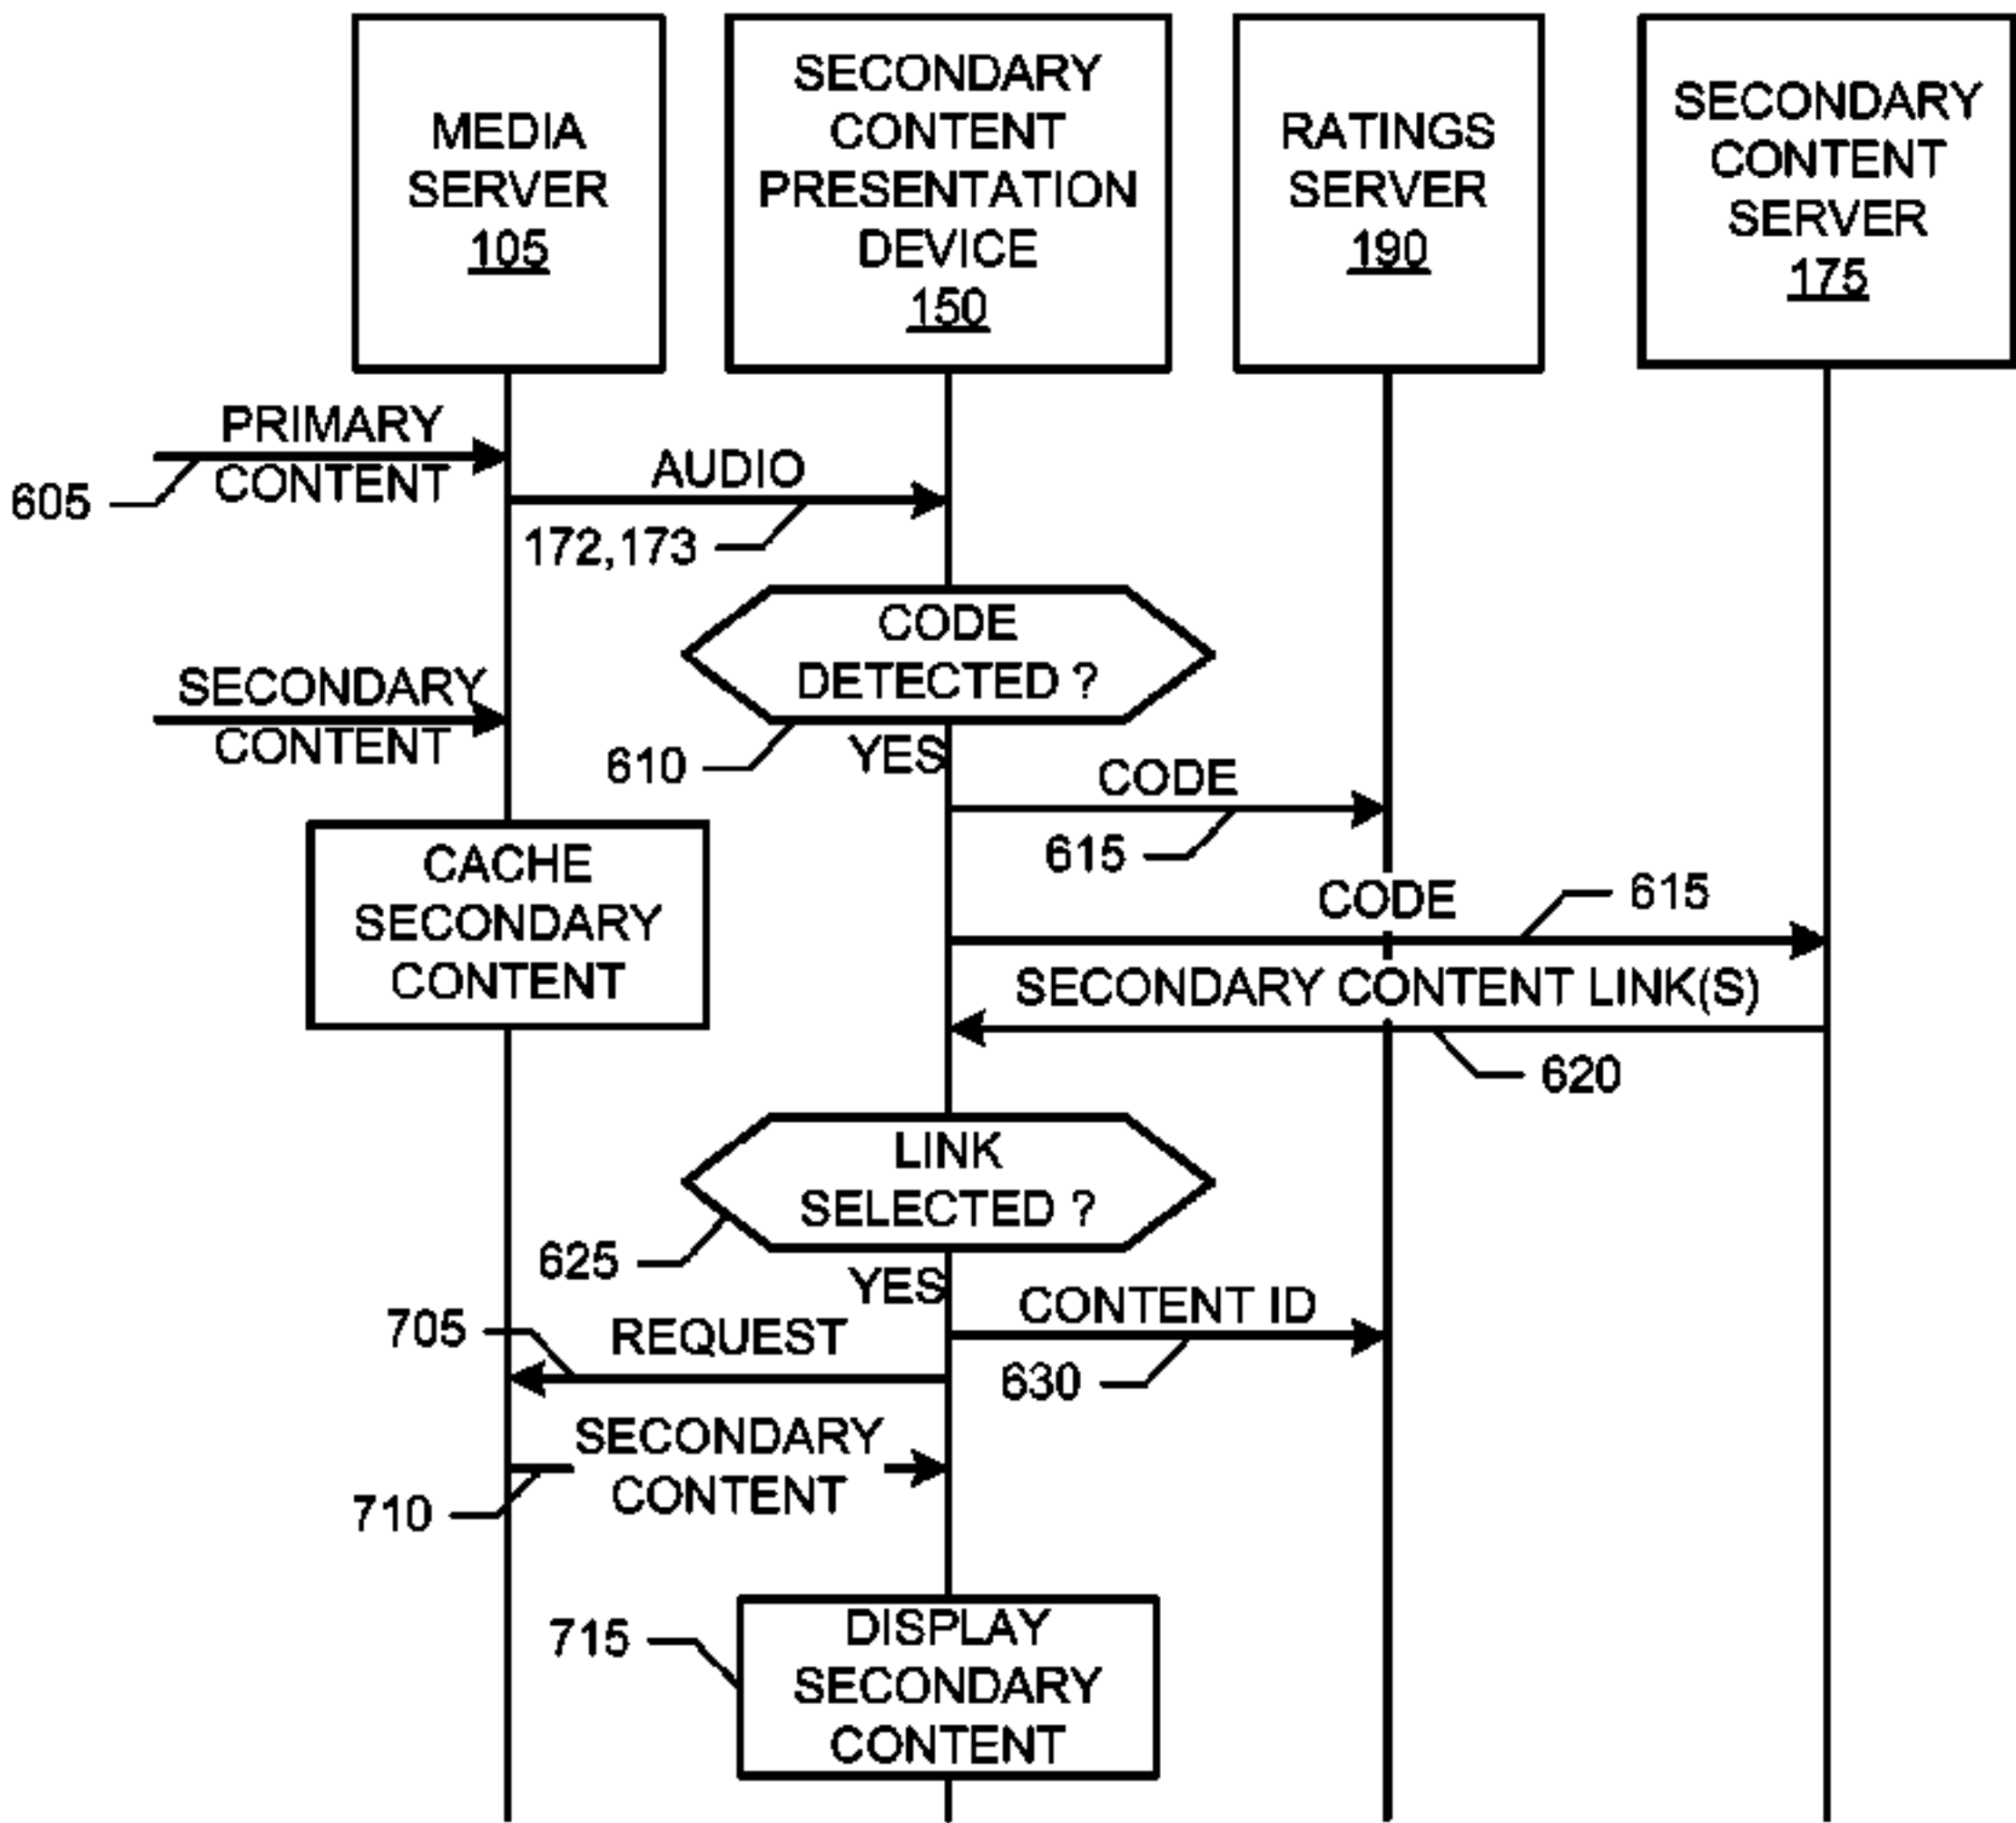 MEDIA
SERVER
105
SECONDARY
CONTENT
PRESENTATION
DEVICE
150
RATINGS
SERVER
190
SECONDARY
CONTENT
SERVER
175
PRIMARY
CONTENT
605
AUDIO
172,173
CODE
DETECTED ?
610
YES
SECONDARY
CONTENT
CODE
615
CACHE
SECONDARY
CONTENT
CODE
615
SECONDARY CONTENT LINK(S)
620
LINK
SELECTED ?
625
YES
CONTENT ID
630
705
REQUEST
SECONDARY
CONTENT
710
715
DISPLAY
SECONDARY
CONTENT